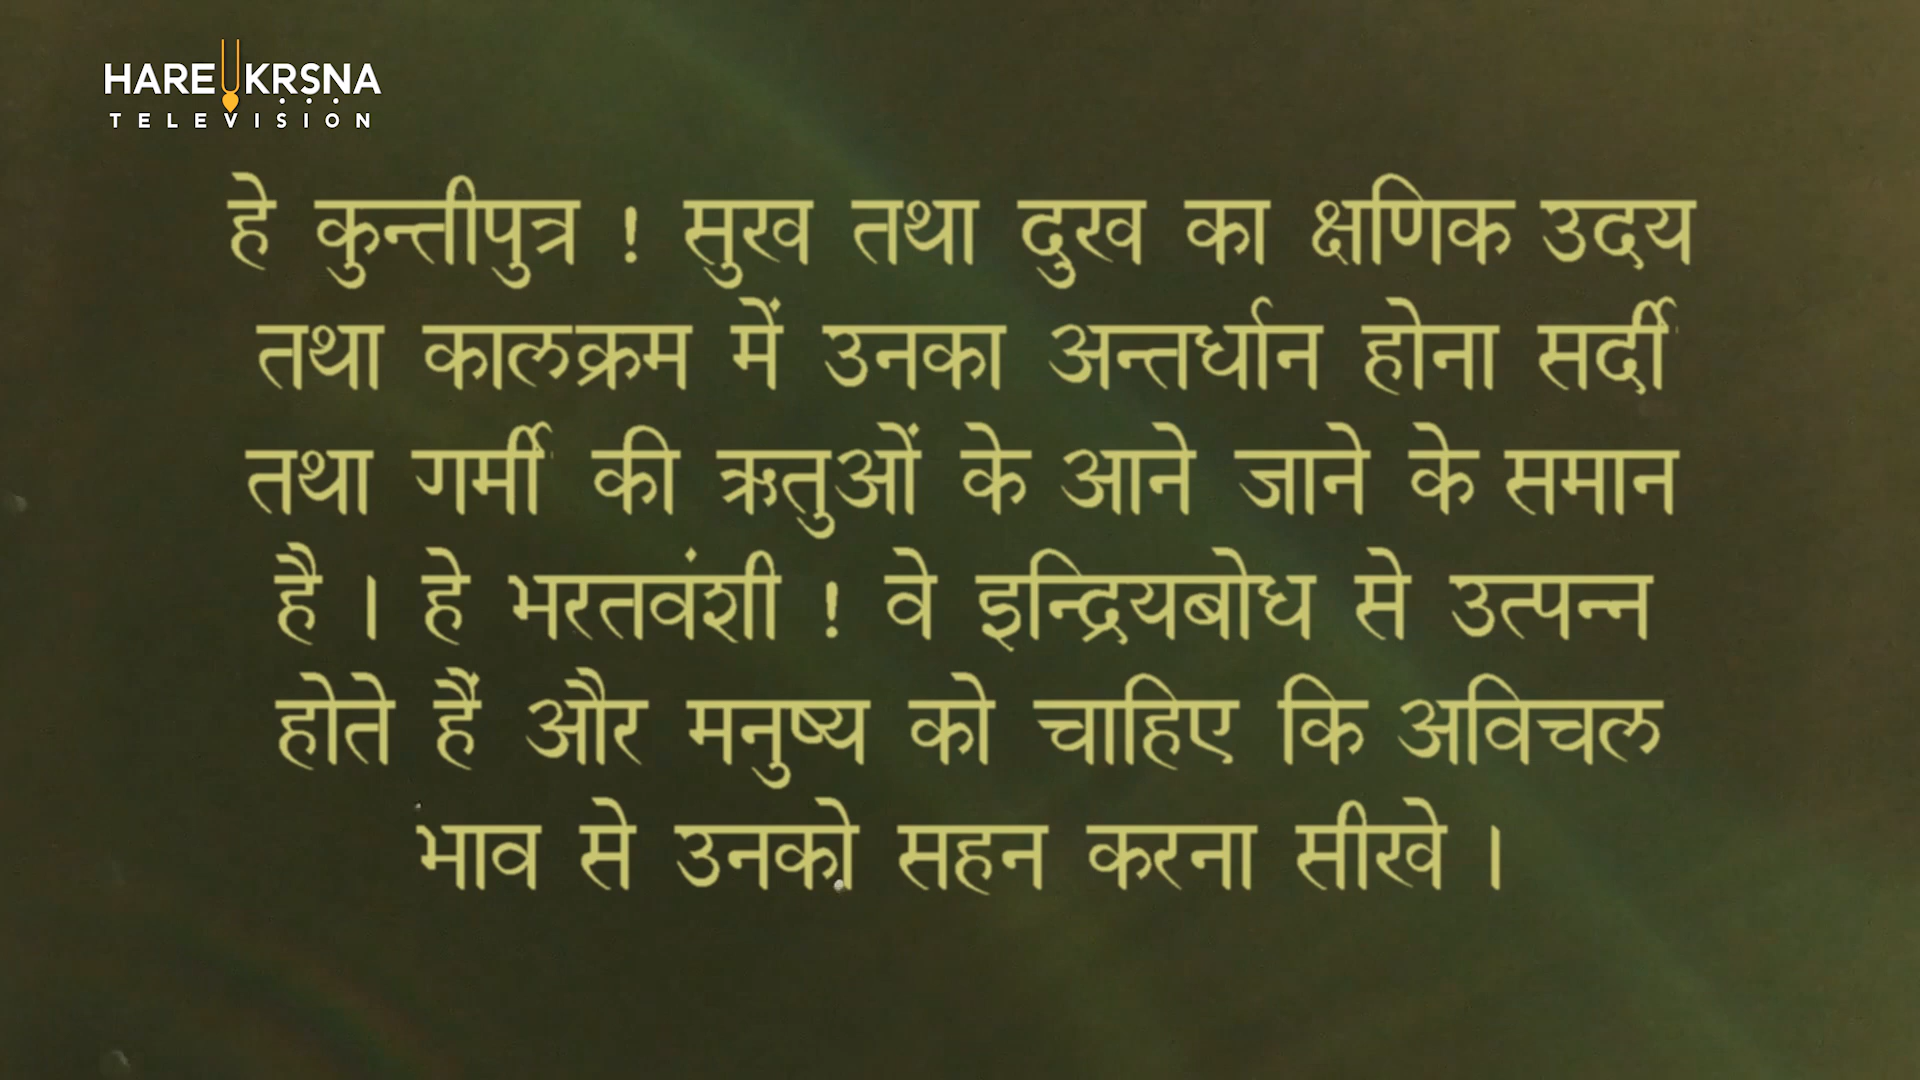 HARE KRSNA
TELEVISION
हे कुन्तीपुत्र ! सुख तथा दुख का क्षणिक उदय
तथा कालक्रम में उनका अन्तर्धान होना सर्दी
तथा गर्मी की ऋतुओं के आने जाने के समान
है । हे भरतवंशी ! वे इन्द्रियबोध से उत्पन्न
होते हैं और मनुष्य को चाहिए कि अविचल
भाव से उनको सहन करना सीखे ।